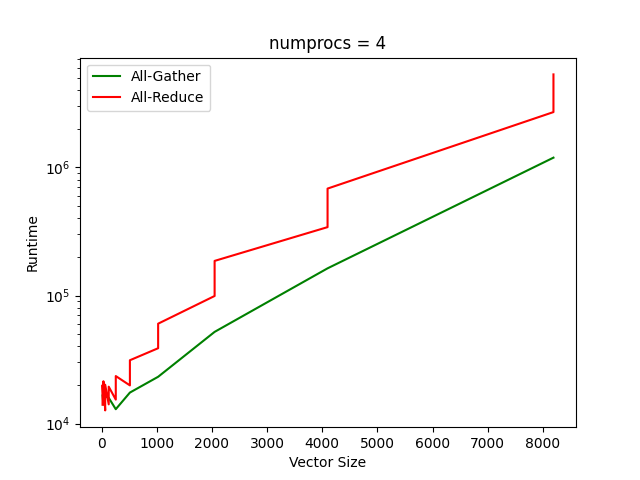 numprocs = 4
All-Gather
All-Reduce
10^6
10^5
10^4
Runtime
0 1000 2000 3000 4000 5000 6000 7000 8000
Vector Size